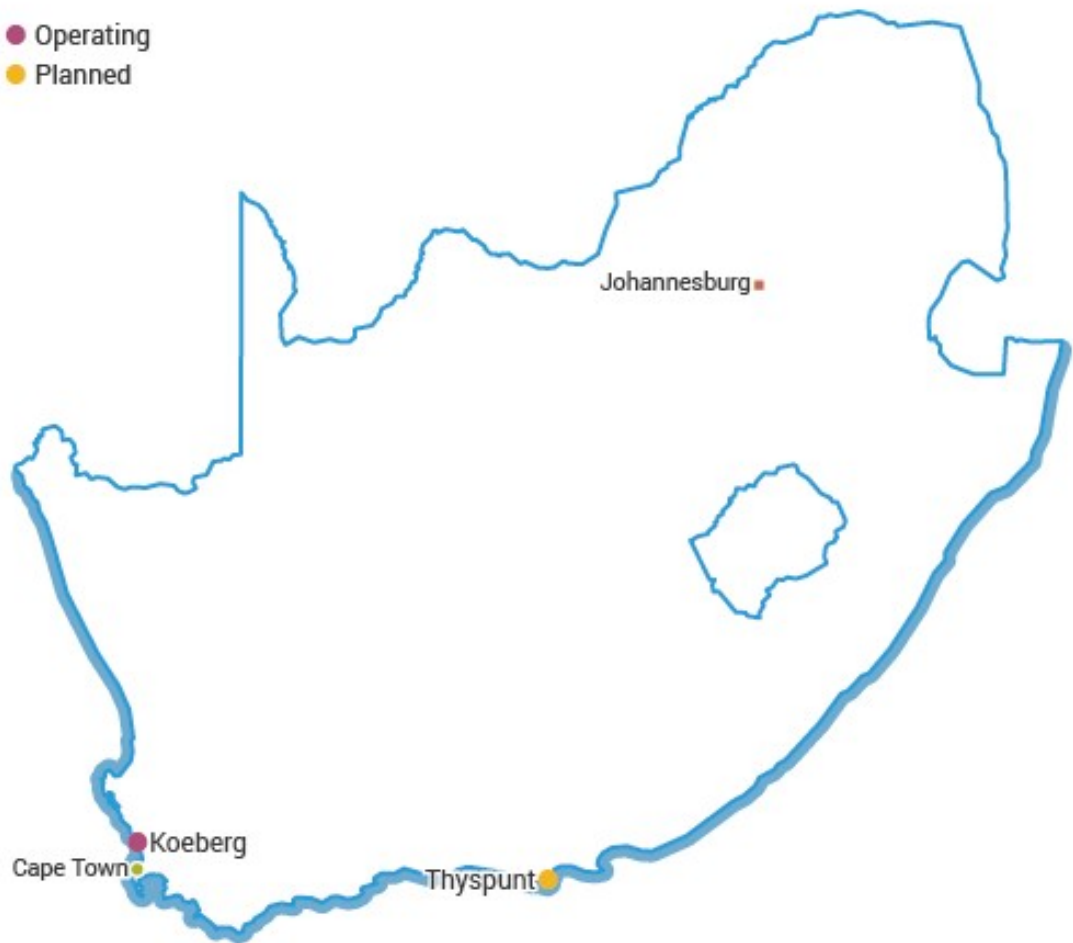 Operating
Planned
Johannesburg
Koeberg
Cape Town
Thyspunt